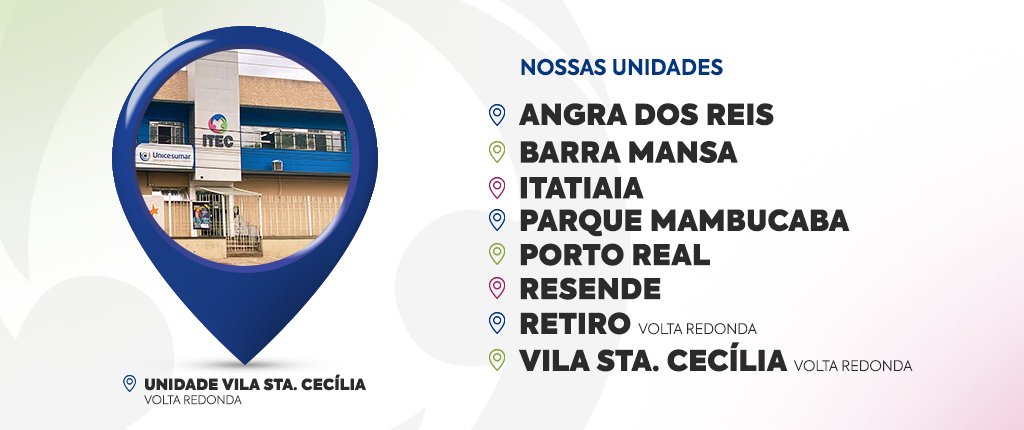 ITEC
Unicesumar
UNIDADE VILA STA. CECÍLIA
VOLTA REDONDA
NOSSAS UNIDADES
ANGRA DOS REIS
BARRA MANSA
ITATIAIA
PARQUE MAMBUCABA
PORTO REAL
RESENDE
RETIRO VOLTA REDONDA
VILA STA. CECÍLIA VOLTA REDONDA